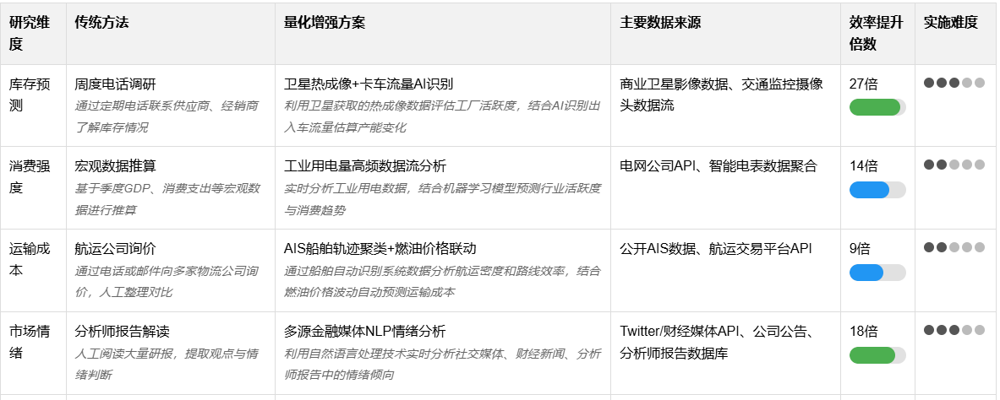 研究维
度
传统方法
量化增强方案
主要数据来源
效率提升
倍数
实施难度
库存预
测
周度电话调研
通过定期电话联系供应商、经销商
了解库存情况
卫星热成像+卡车流量AI识别
利用卫星获取的热成像数据评估工厂活跃度，结合AI识别出
入车流量估算产能变化
商业卫星影像数据、交通监控摄像
头数据流
27倍
消费强
度
宏观数据推算
基于季度GDP、消费支出等宏观数
据进行推算
工业用电量高频数据流分析
实时分析工业用电数据，结合机器学习模型预测行业活跃度
与消费趋势
电网公司API、智能电表数据聚合
14倍
运输成
本
航运公司询价
通过电话或邮件向多家物流公司询
价，人工整理对比
AIS船舶轨迹聚类+燃油价格联动
通过船舶自动识别系统数据分析航运密度和路线效率，结合
燃油价格波动自动预测运输成本
公开AIS数据、航运交易平台API
9倍
市场情
绪
分析师报告解读
人工阅读大量研报，提取观点与情
绪判断
多源金融媒体NLP情绪分析
利用自然语言处理技术实时分析社交媒体、财经新闻、分析
师报告中的情绪倾向
Twitter/财经媒体API、公司公告、
分析师报告数据库
18倍